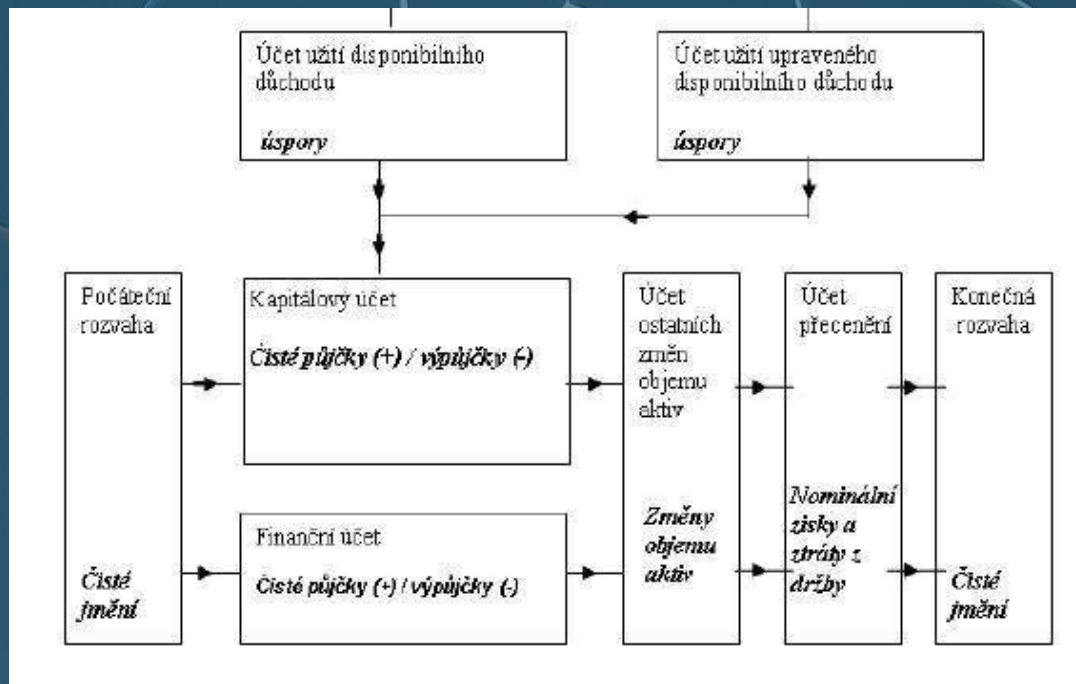 Účet užití disponibilního
důchodu
úspory
Účet užití upraveného
disponibilního důchodu
úspory
Počáteční
rozvaha
Čisté
jmění
Kapitálový účet
Čisté půjčky (+) / výpůjčky (-)
Finanční účet
Čisté půjčky (+) / výpůjčky (-)
Účet
ostatních
změn
objemu
aktiv
Změny
objemu
aktiv
Účet
přecenění
Nominální
zisky a
ztráty z
držby
Konečná
rozvaha
Čisté
jmění